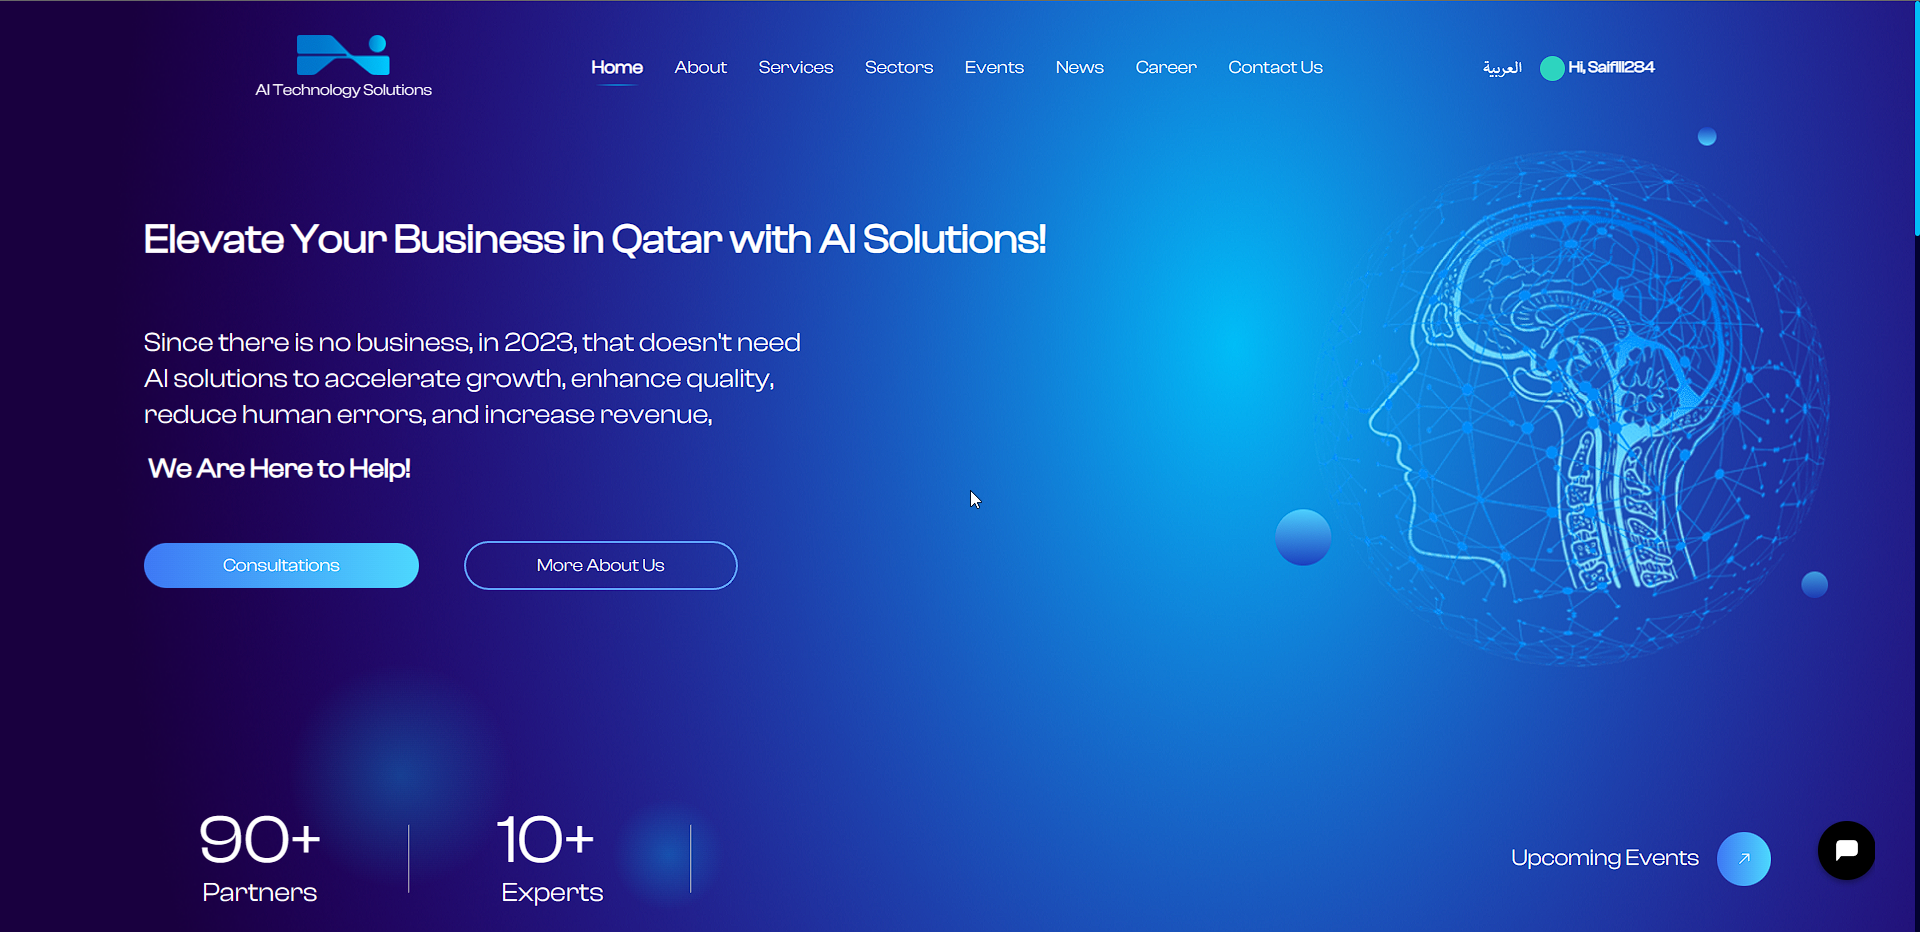 AI Technology Solutions
Home
About
Services
Sectors
Events
News
Career
Contact Us
العربية
Hi, Saifill284
Elevate Your Business in Qatar with AI Solutions!
Since there is no business, in 2023, that doesn't need
AI solutions to accelerate growth, enhance quality,
reduce human errors, and increase revenue,
We Are Here to Help!
Consultations
More About Us
90+
Partners
10+
Experts
Upcoming Events